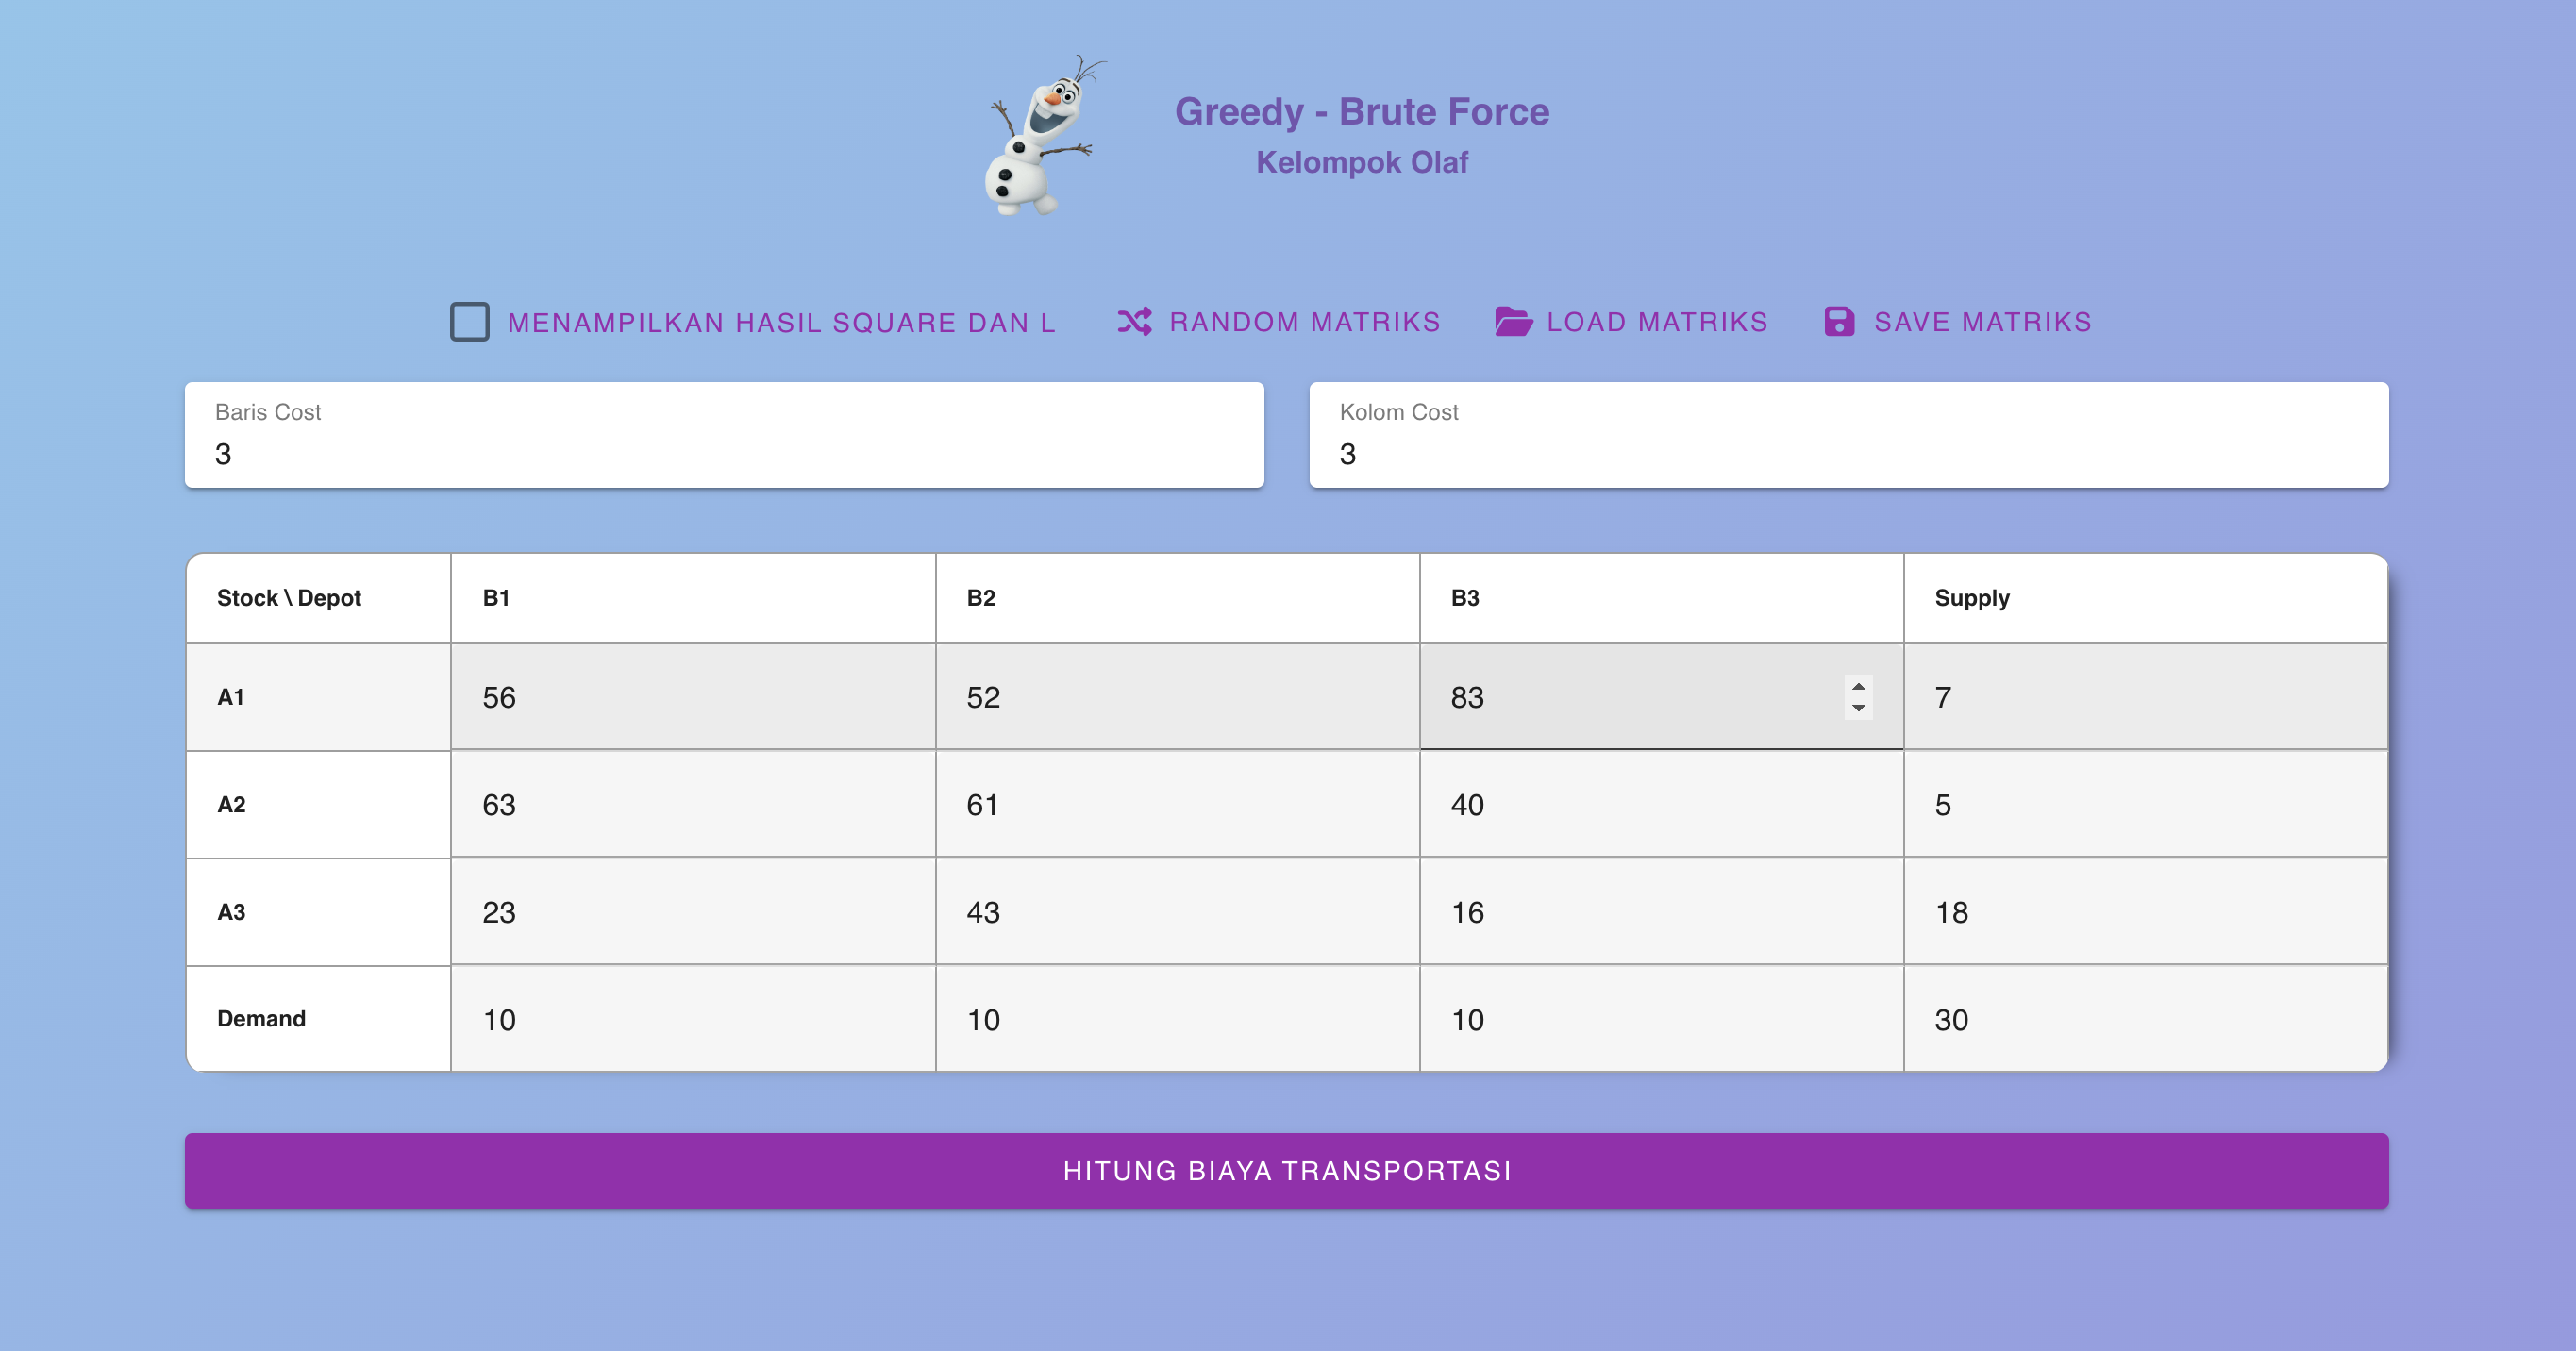 Greedy - Brute Force
Kelompok Olaf
MENAMPILKAN HASIL SQUARE DAN L RANDOM MATRIKS LOAD MATRIKS SAVE MATRIKS
Baris Cost Kolom Cost
3 3
Stock \ Depot B1 B2 B3 Supply
A1 56 52 83 7
A2 63 61 40 5
A3 23 43 16 18
Demand 10 10 10 30
HITUNG BIAYA TRANSPORTASI